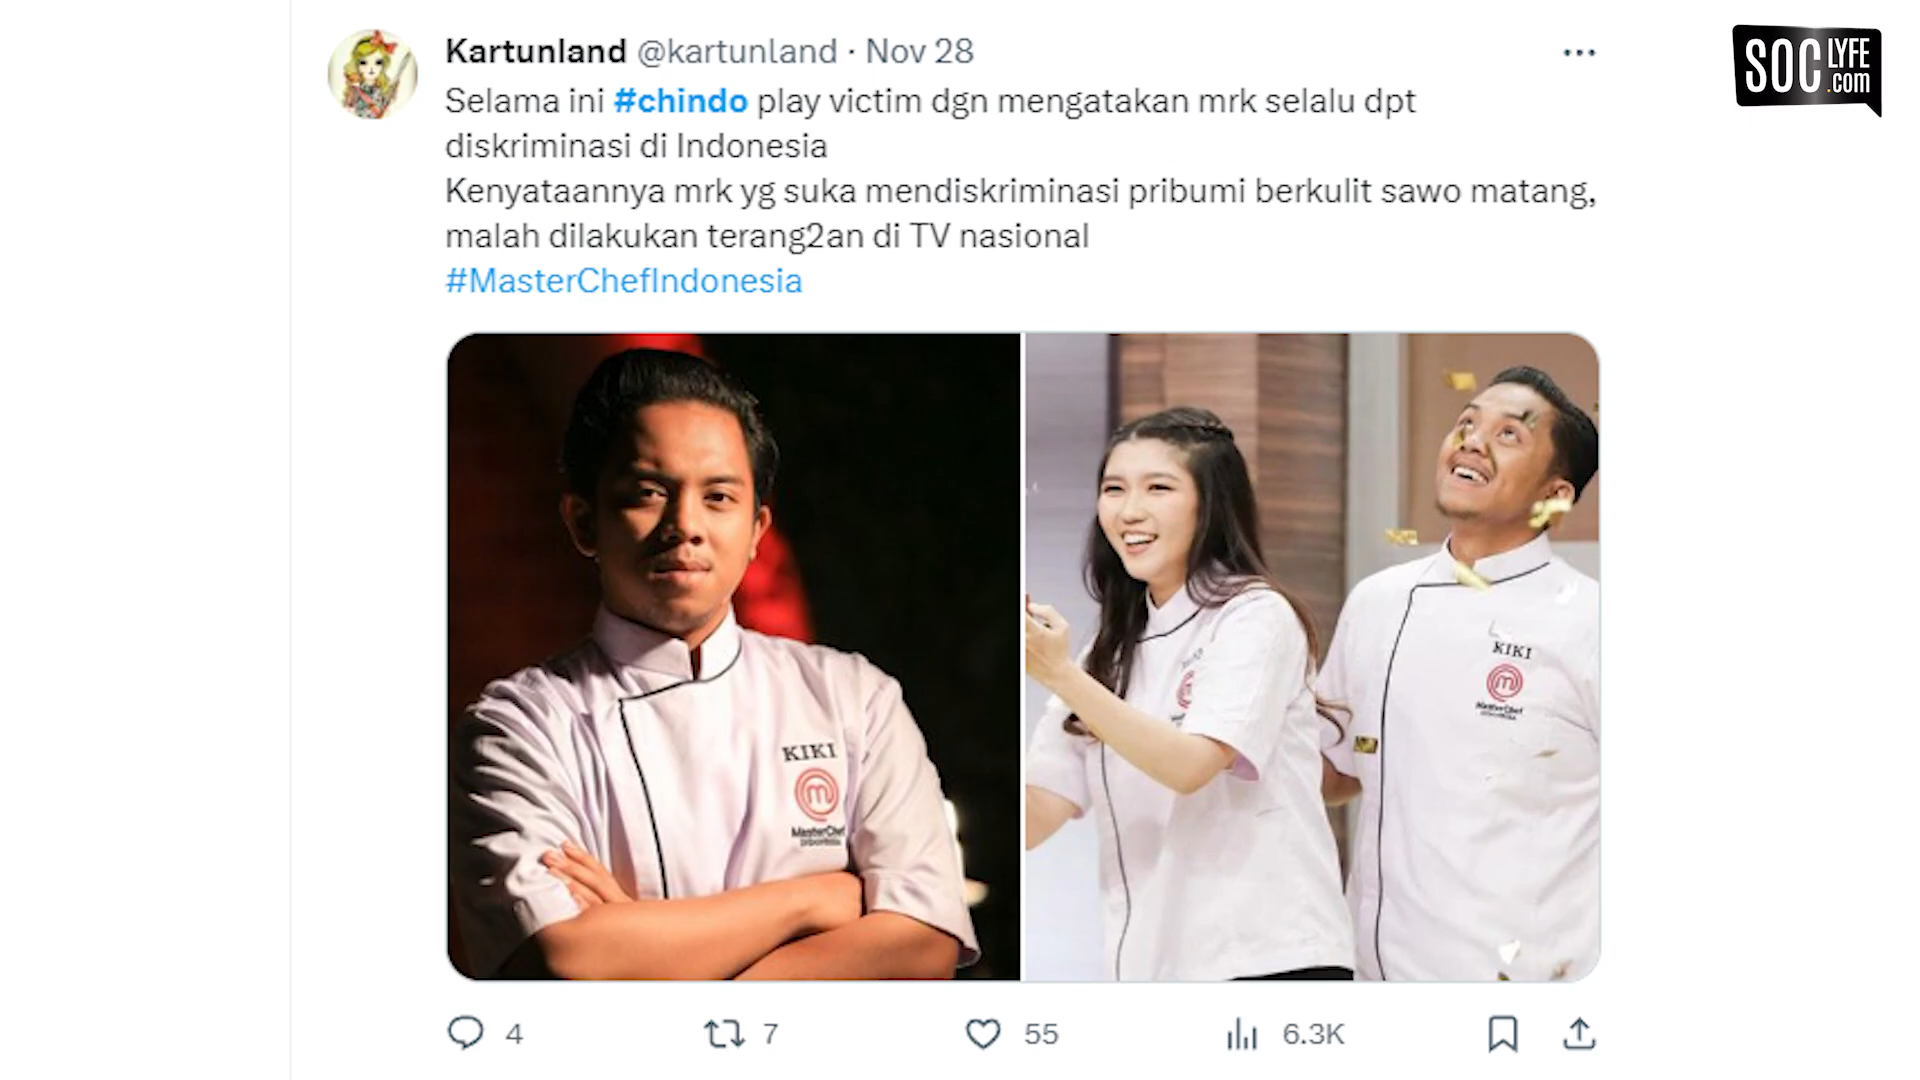 Kartunland @kartunland · Nov 28
Selama ini #chindo play victim dgn mengatakan mrk selalu dpt
diskriminasi di Indonesia
Kenyataannya mrk yg suka mendiskriminasi pribumi berkulit sawo matang,
malah dilakukan terang2an di TV nasional
#MasterChefIndonesia
SOC LYFE
.com
KIKI
MasterChef
KIKI
MasterChef
4 7 55 6.3K